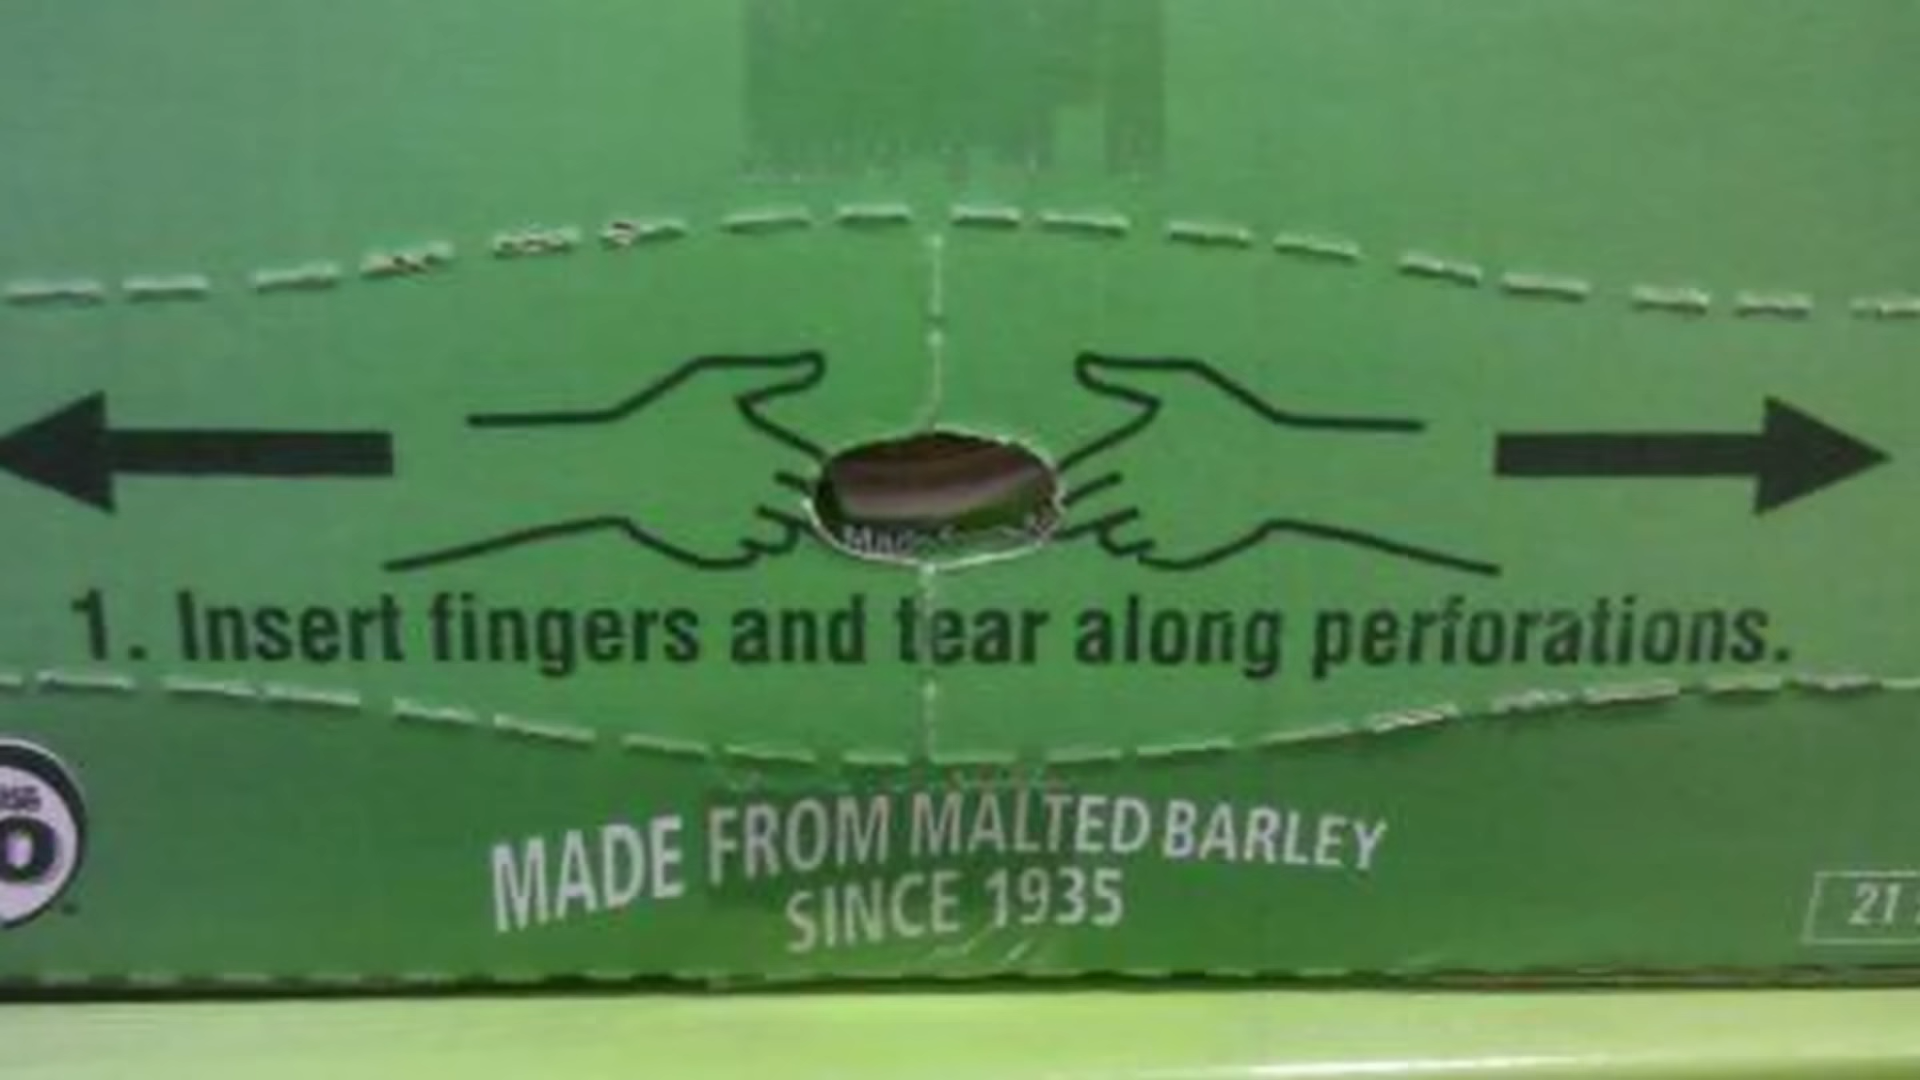 1. Insert fingers and tear along perforations.
MADE FROM MALTED BARLEY
SINCE 1935
21